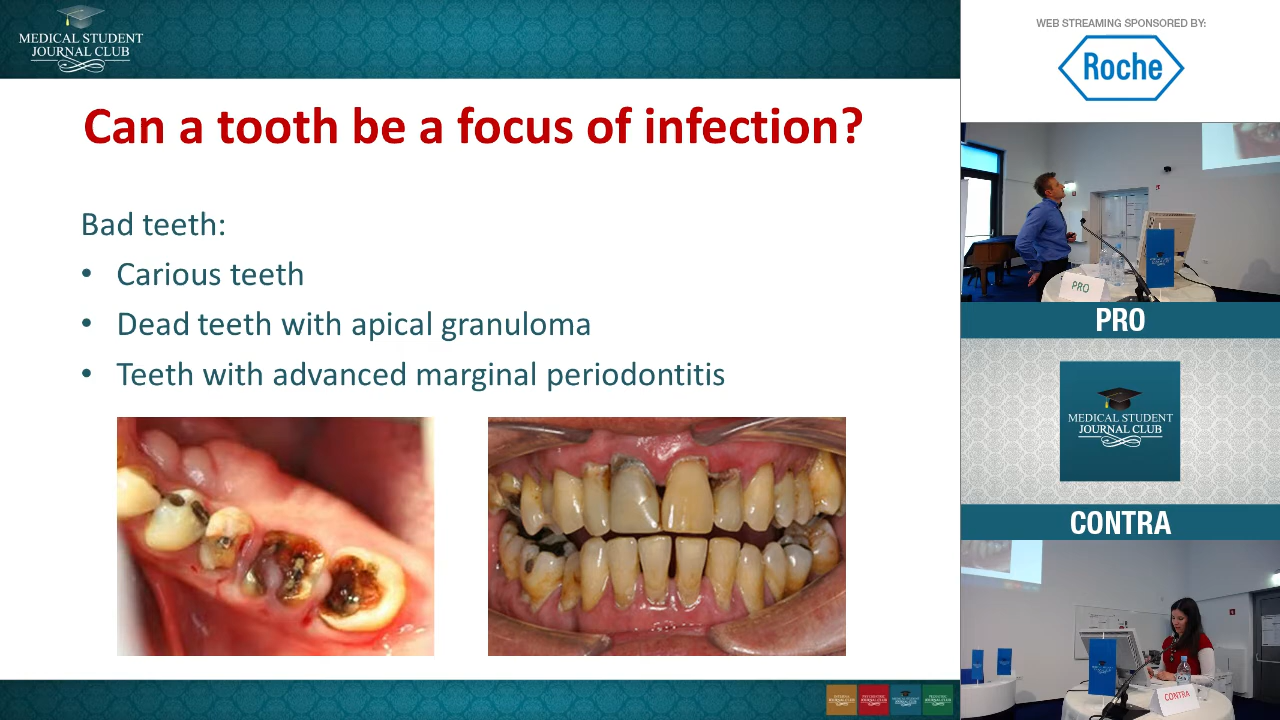 MEDICAL STUDENT
JOURNAL CLUB
Can a tooth be a focus of infection?
Bad teeth:
• Carious teeth
• Dead teeth with apical granuloma
• Teeth with advanced marginal periodontitis
WEB STREAMING SPONSORED BY:
Roche
PRO
PRO
MEDICAL STUDENT
JOURNAL CLUB
CONTRA
CONTRA